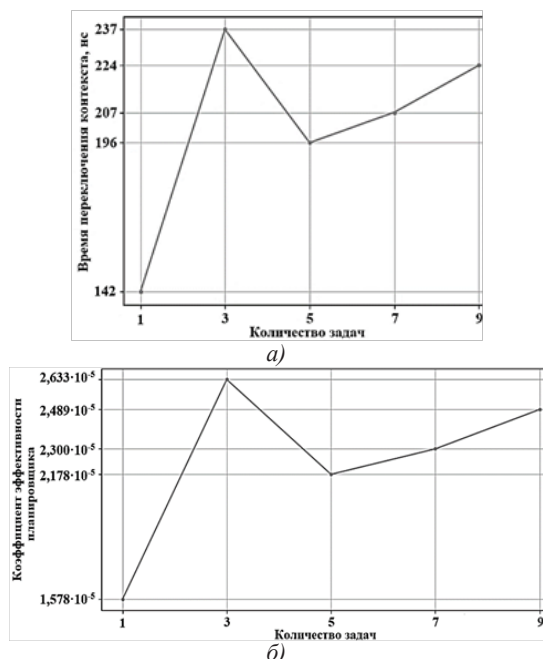 Время переключения контекста, нс
237
224
207
196
142
1 3 5 7 9
Количество задач
а)
Коэффициент эффективности
планировщика
2,633·10⁻⁵
2,489·10⁻⁵
2,300·10⁻⁵
2,178·10⁻⁵
1,578·10⁻⁵
1 3 5 7 9
Количество задач
б)